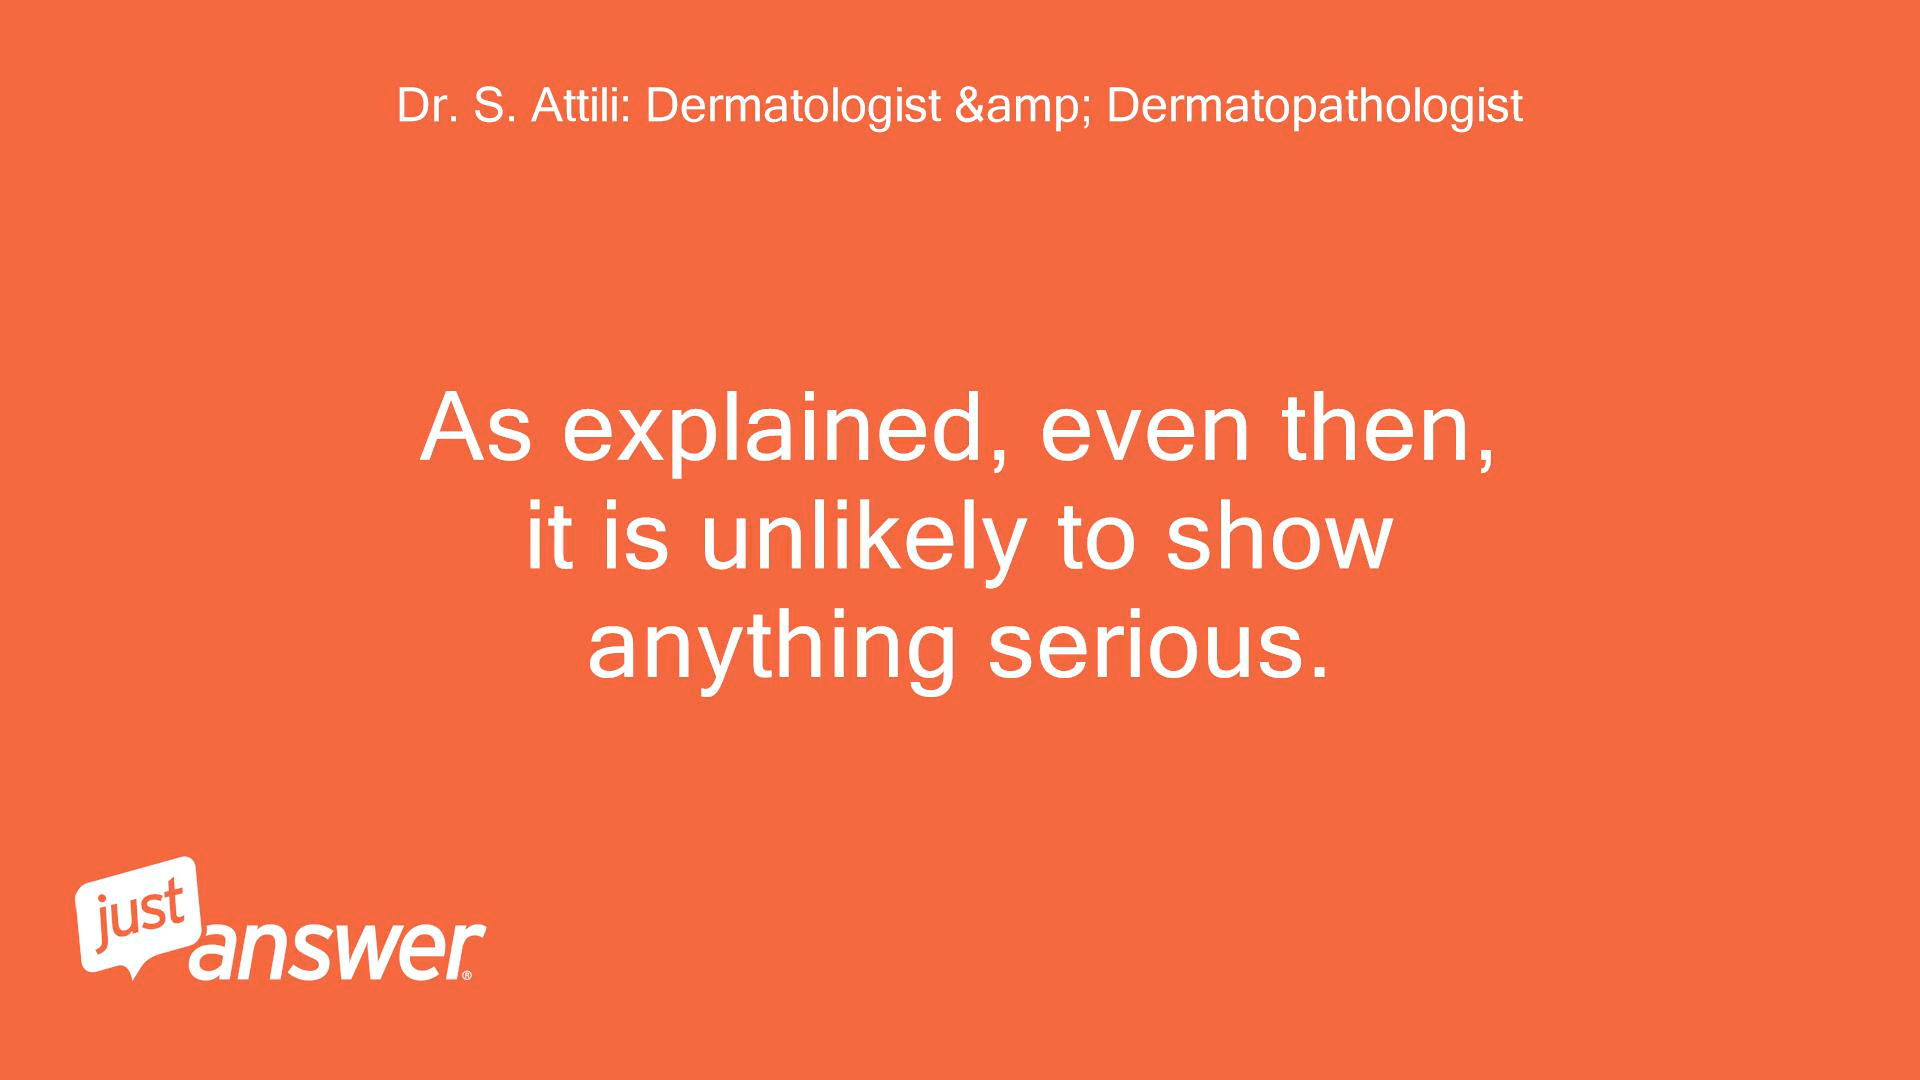 Dr. S. Attili: Dermatologist &amp; Dermatopathologist
As explained, even then,
it is unlikely to show
anything serious.
just
answer®